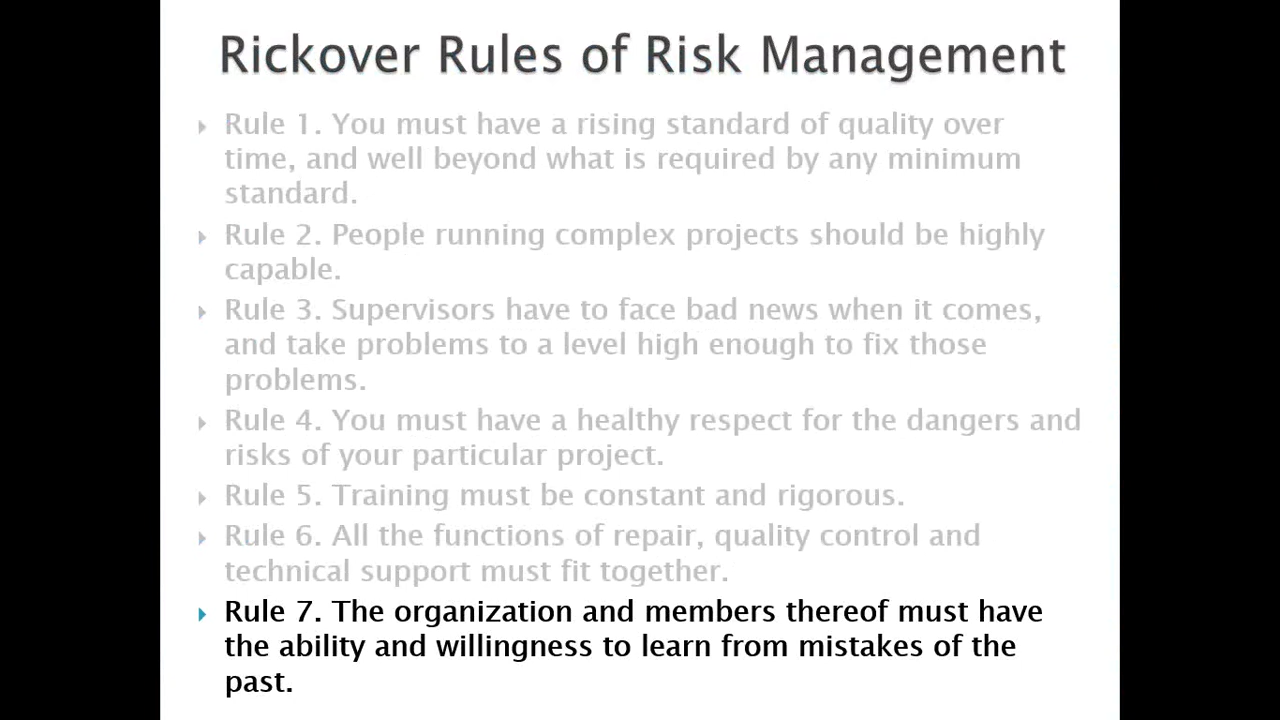 Rickover Rules of Risk Management
Rule 1. You must have a rising standard of quality over
time, and well beyond what is required by any minimum
standard.
Rule 2. People running complex projects should be highly
capable.
Rule 3. Supervisors have to face bad news when it comes,
and take problems to a level high enough to fix those
problems.
Rule 4. You must have a healthy respect for the dangers and
risks of your particular project.
Rule 5. Training must be constant and rigorous.
Rule 6. All the functions of repair, quality control and
technical support must fit together.
Rule 7. The organization and members thereof must have
the ability and willingness to learn from mistakes of the
past.